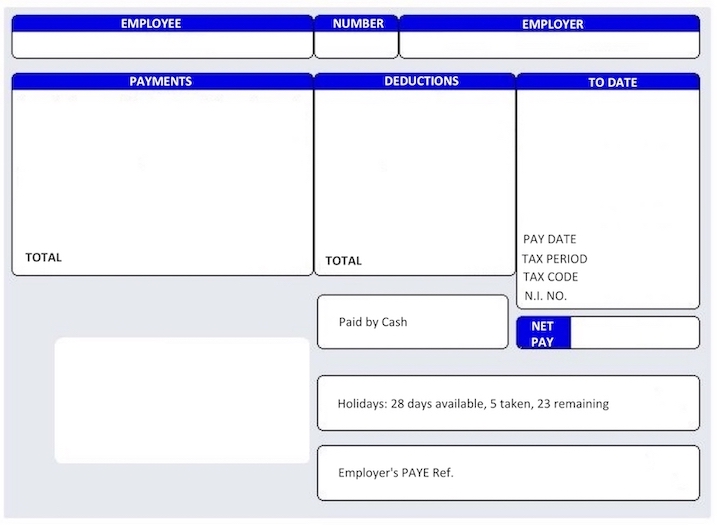 EMPLOYEE NUMBER EMPLOYER
PAYMENTS DEDUCTIONS TO DATE
PAY DATE
TAX PERIOD
TOTAL TOTAL
TAX CODE
N.I. NO.
Paid by Cash
NET
PAY
Holidays: 28 days available, 5 taken, 23 remaining
Employer's PAYE Ref.